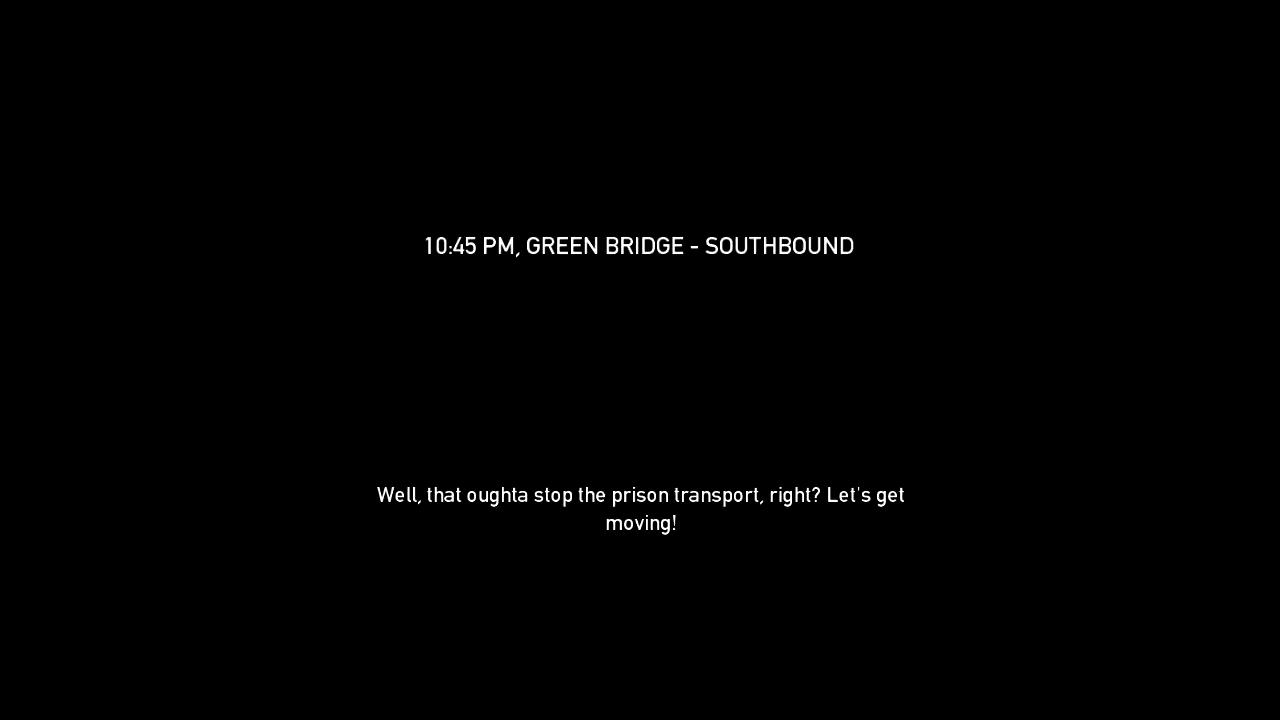 10:45 PM, GREEN BRIDGE - SOUTHBOUND
Well, that oughta stop the prison transport, right? Let's get
moving!